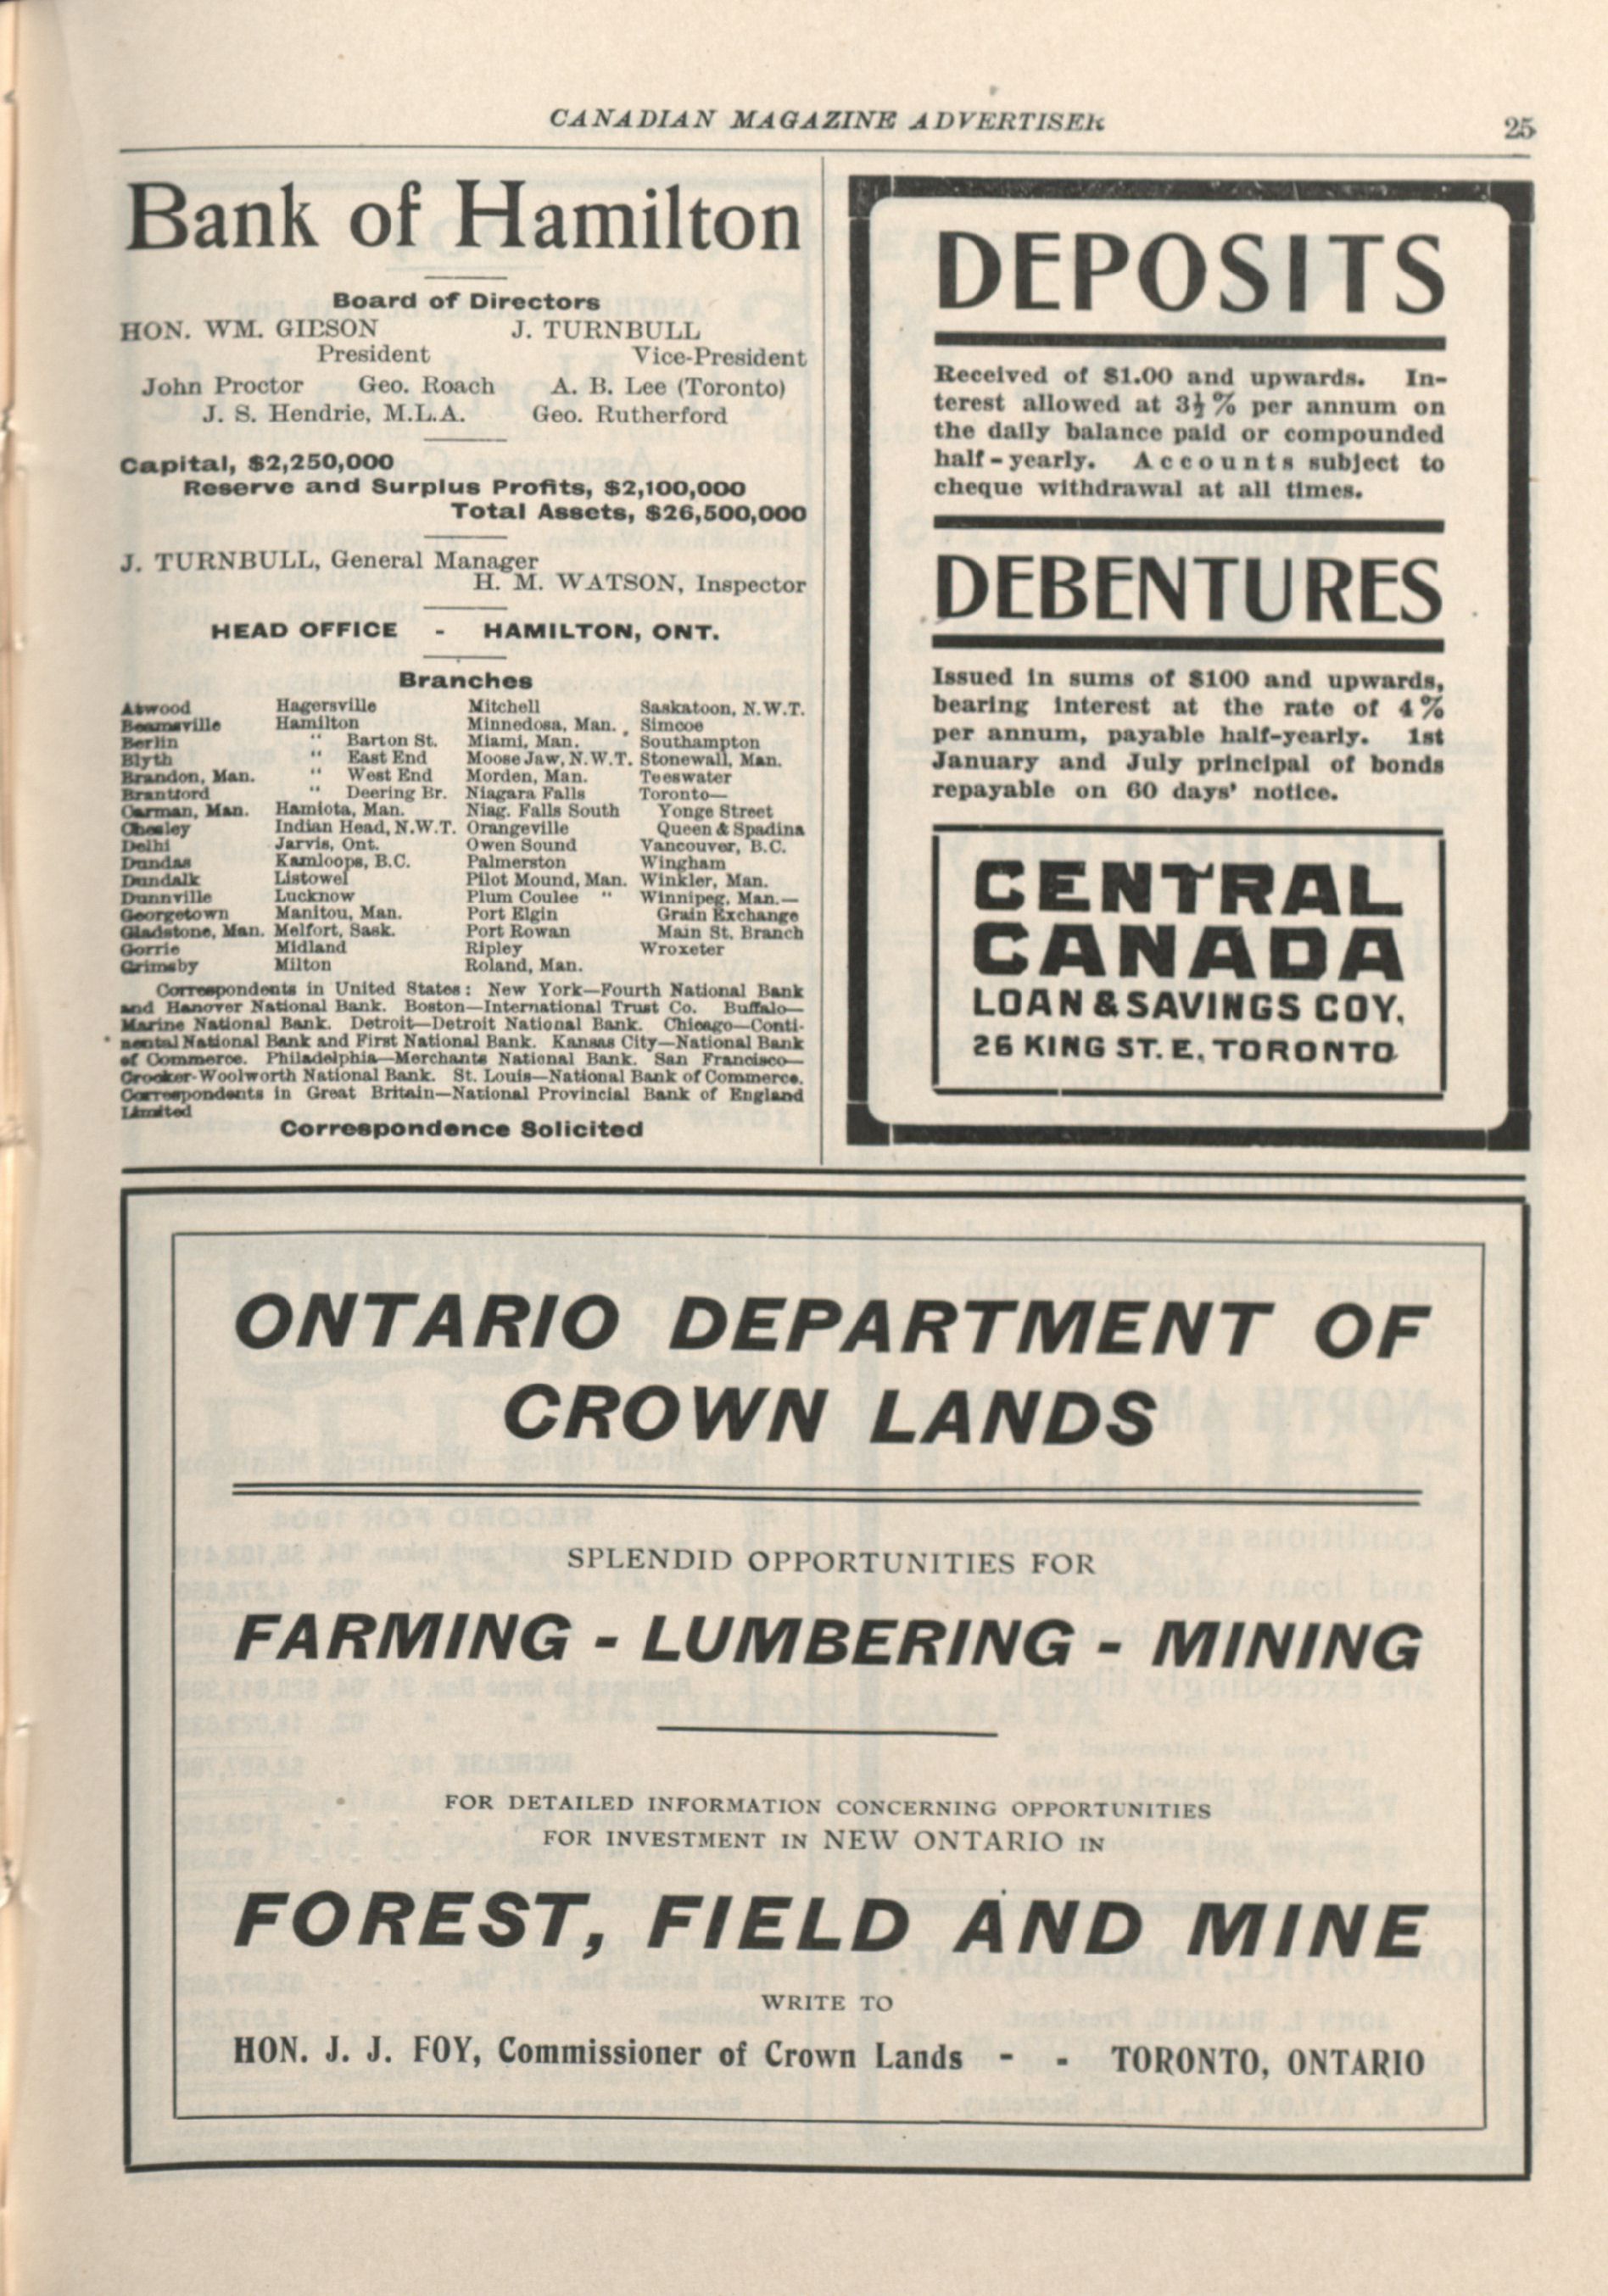 CANADIAN MAGAZINE ADVERTISER
25
Bank of Hamilton
Board of Directors
HON. WM. GIBSON J. TURNBULL
President Vice-President
John Proctor Geo. Roach A. B. Lee (Toronto)
J. S. Hendrie, M.L.A. Geo. Rutherford
Capital, $2,250,000
Reserve and Surplus Profits, $2,100,000
Total Assets, $26,500,000
J. TURNBULL, General Manager
H. M. WATSON, Inspector
HEAD OFFICE - HAMILTON, ONT.
Branches
Atwood
Beamsville
Berlin
Blyth
Brandon, Man.
Brantford
Carman, Man.
Chesley
Delhi
Dundas
Dundalk
Dunnville
Georgetown
Gladstone, Man.
Gorrie
Grimsby
Hagersville
Hamilton
" Barton St.
" East End
" West End
" Deering Br.
Hamiota, Man.
Indian Head, N.W.T.
Jarvis, Ont.
Kamloops, B.C.
Listowel
Lucknow
Manitou, Man.
Melfort, Sask.
Midland
Milton
Mitchell
Minnedosa, Man.
Miami, Man.
Moose Jaw, N.W.T.
Morden, Man.
Niagara Falls
Niag. Falls South
Orangeville
Owen Sound
Palmerston
Pilot Mound, Man.
Plum Coulee "
Port Elgin
Port Rowan
Ripley
Roland, Man.
Saskatoon, N.W.T.
Simcoe
Southampton
Stonewall, Man.
Teeswater
Toronto—
Yonge Street
Queen & Spadina
Vancouver, B.C.
Wingham
Winkler, Man.
Winnipeg, Man.—
Grain Exchange
Main St. Branch
Wroxeter
Correspondents in United States: New York—Fourth National Bank
and Hanover National Bank. Boston—International Trust Co. Buffalo—
Marine National Bank. Detroit—Detroit National Bank. Chicago—Conti-
nental National Bank and First National Bank. Kansas City—National Bank
of Commerce. Philadelphia—Merchants National Bank. San Francisco—
Crocker-Woolworth National Bank. St. Louis—National Bank of Commerce.
Correspondents in Great Britain—National Provincial Bank of England
Limited
Correspondence Solicited
DEPOSITS
Received of $1.00 and upwards. In-
terest allowed at 3½% per annum on
the daily balance paid or compounded
half-yearly. Accounts subject to
cheque withdrawal at all times.
DEBENTURES
Issued in sums of $100 and upwards,
bearing interest at the rate of 4%
per annum, payable half-yearly. 1st
January and July principal of bonds
repayable on 60 days' notice.
CENTRAL
CANADA
LOAN & SAVINGS COY.
26 KING ST. E. TORONTO
ONTARIO DEPARTMENT OF
CROWN LANDS
SPLENDID OPPORTUNITIES FOR
FARMING - LUMBERING - MINING
FOR DETAILED INFORMATION CONCERNING OPPORTUNITIES
FOR INVESTMENT IN NEW ONTARIO IN
FOREST, FIELD AND MINE
WRITE TO
HON. J. J. FOY, Commissioner of Crown Lands - - TORONTO, ONTARIO